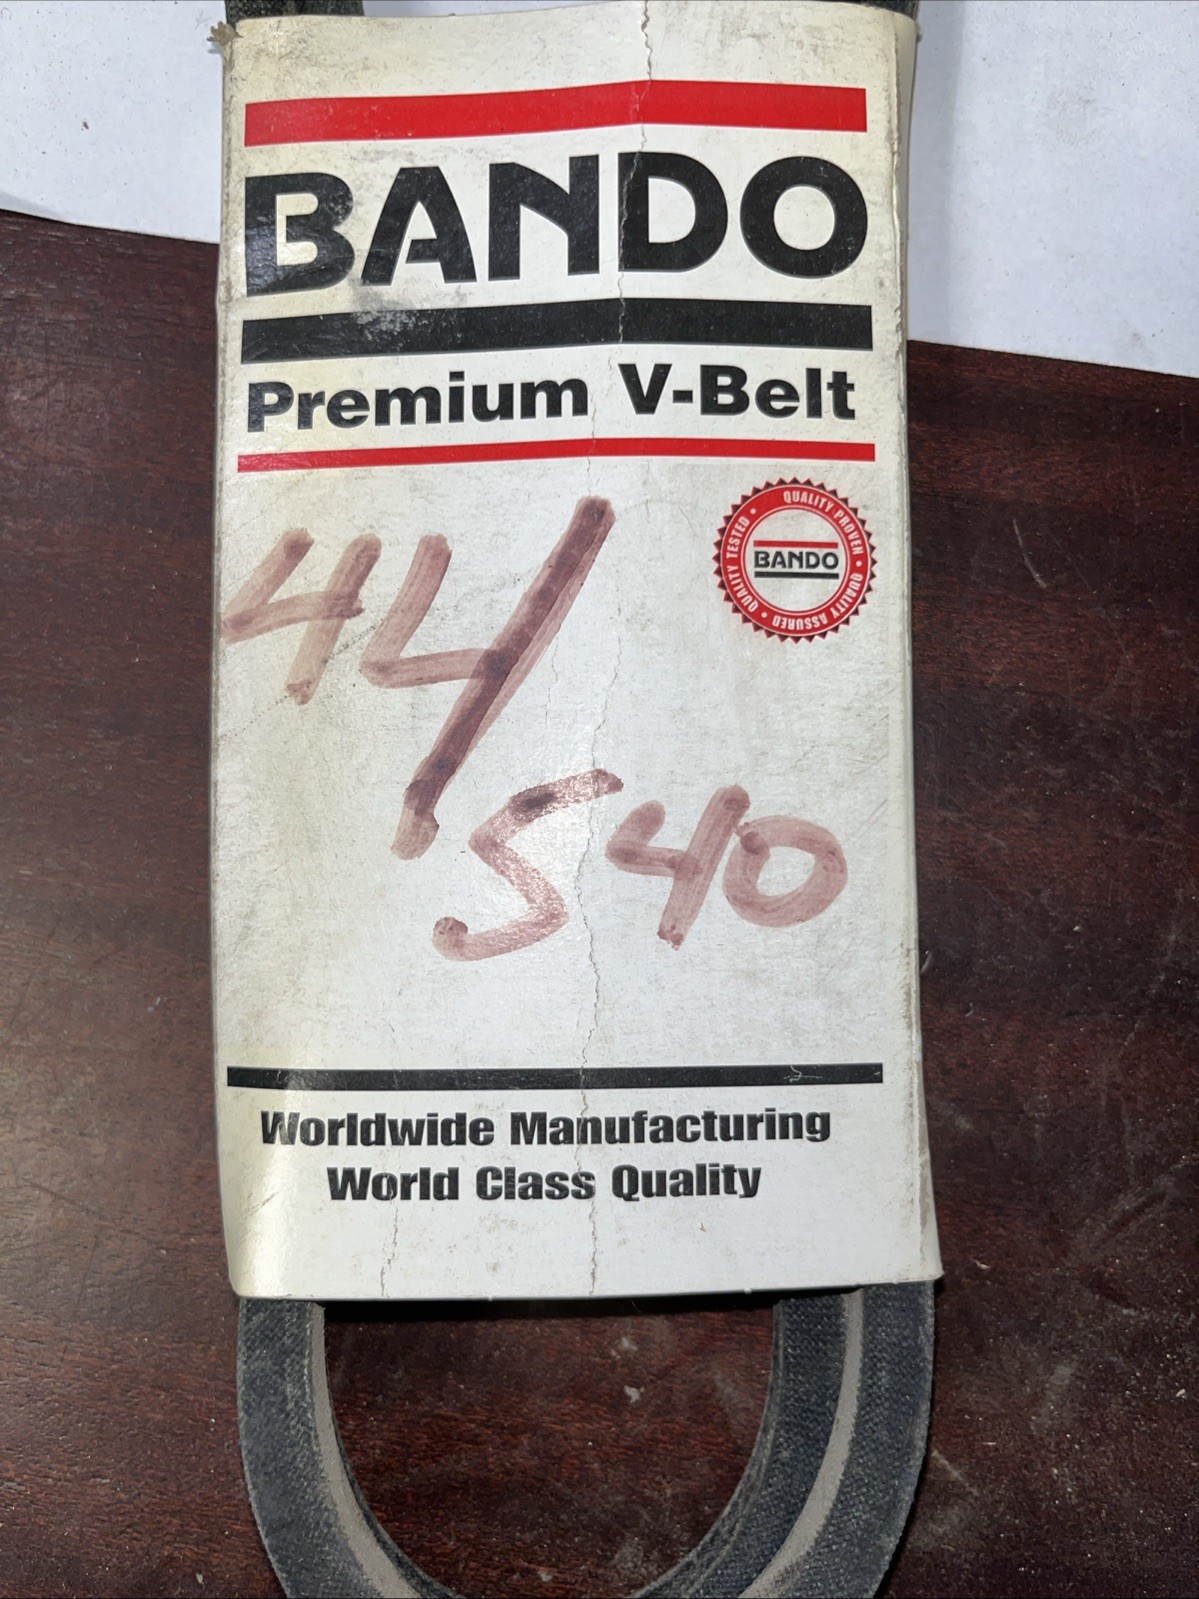 BANDO
Premium V-Belt
QUALITY PROVEN • QUALITY ASSURED • QUALITY TESTED •
BANDO
44/
540
Worldwide Manufacturing
World Class Quality